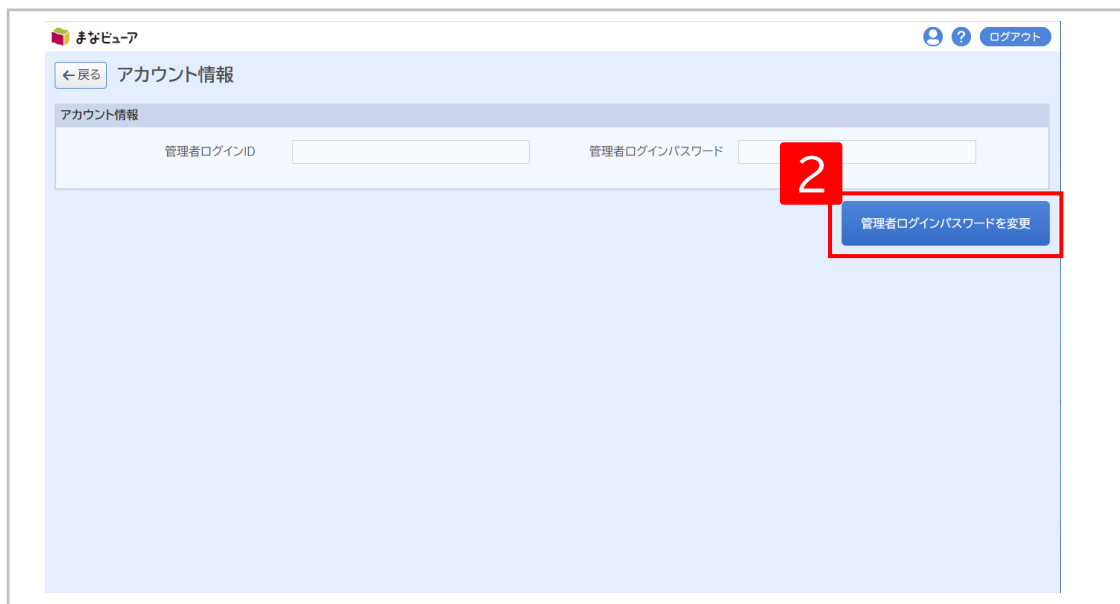 まなビューア
? ログアウト
←戻る アカウント情報
アカウント情報
管理者ログインID 管理者ログインパスワード
2
管理者ログインパスワードを変更